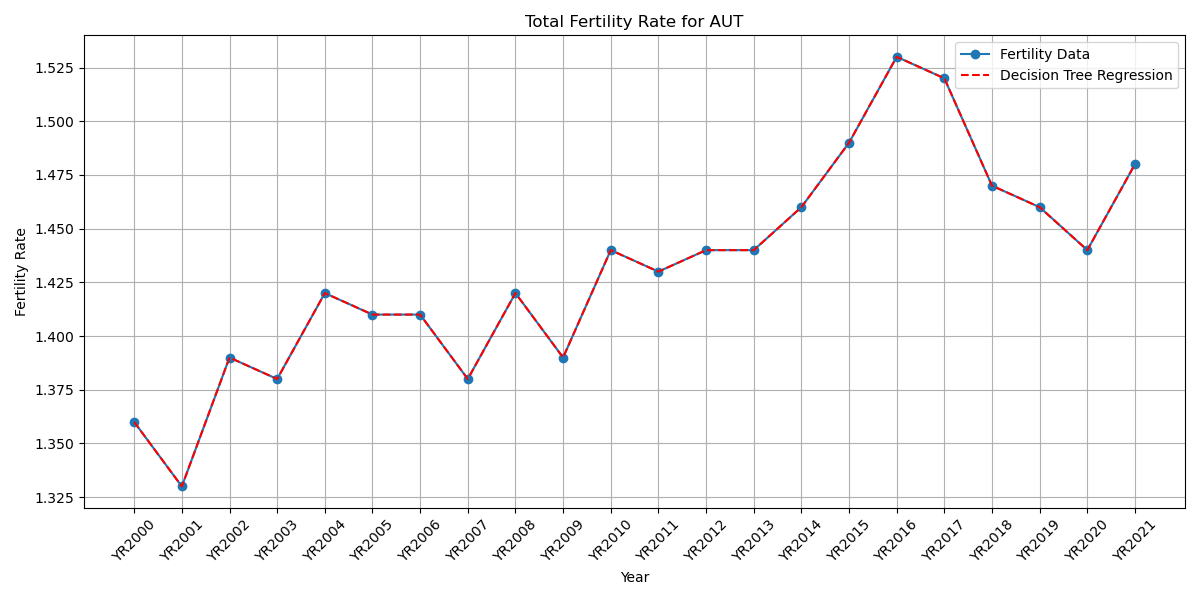 Total Fertility Rate for AUT
Fertility Data
Decision Tree Regression
Fertility Rate
1.525
1.500
1.475
1.450
1.425
1.400
1.375
1.350
1.325
YR2000
YR2001
YR2002
YR2003
YR2004
YR2005
YR2006
YR2007
YR2008
YR2009
YR2010
YR2011
YR2012
YR2013
YR2014
YR2015
YR2016
YR2017
YR2018
YR2019
YR2020
YR2021
Year